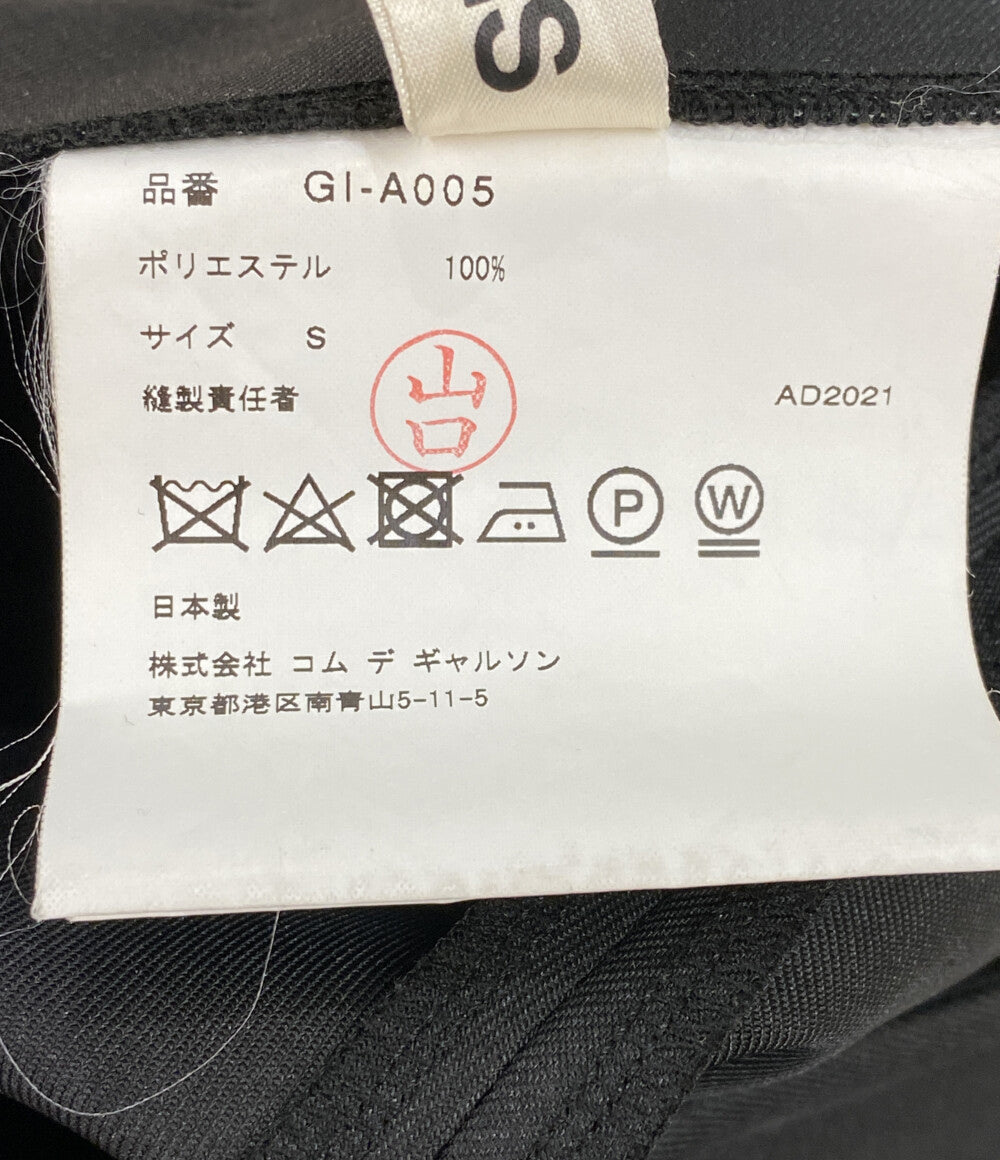 S
品番 GI-A005
ポリエステル 100%
サイズ S
縫製責任者 山口 AD2021
P W
日本製
株式会社 コム デ ギャルソン
東京都港区南青山5-11-5